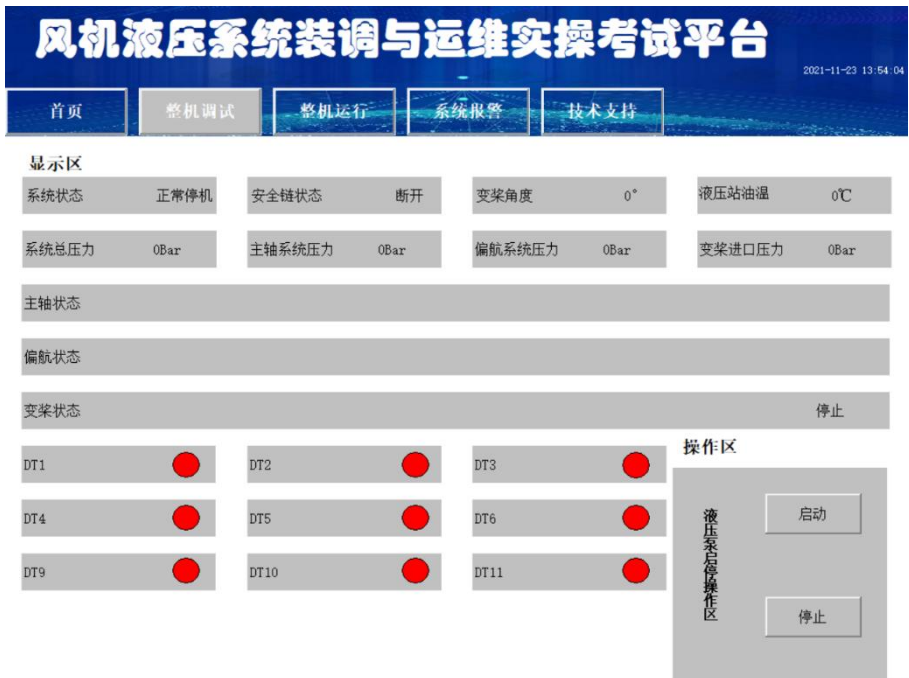 风机液压系统装调与运维实操考试平台
2021-11-23 13:54:04
首页 整机调试 整机运行 系统报警 技术支持
显示区
系统状态 正常停机 安全链状态 断开 变桨角度 0° 液压站油温 0℃
系统总压力 0Bar 主轴系统压力 0Bar 偏航系统压力 0Bar 变桨进口压力 0Bar
主轴状态
偏航状态
变桨状态 停止
DT1 DT2 DT3
DT4 DT5 DT6
DT9 DT10 DT11
操作区
液压泵启停操作区
启动
停止